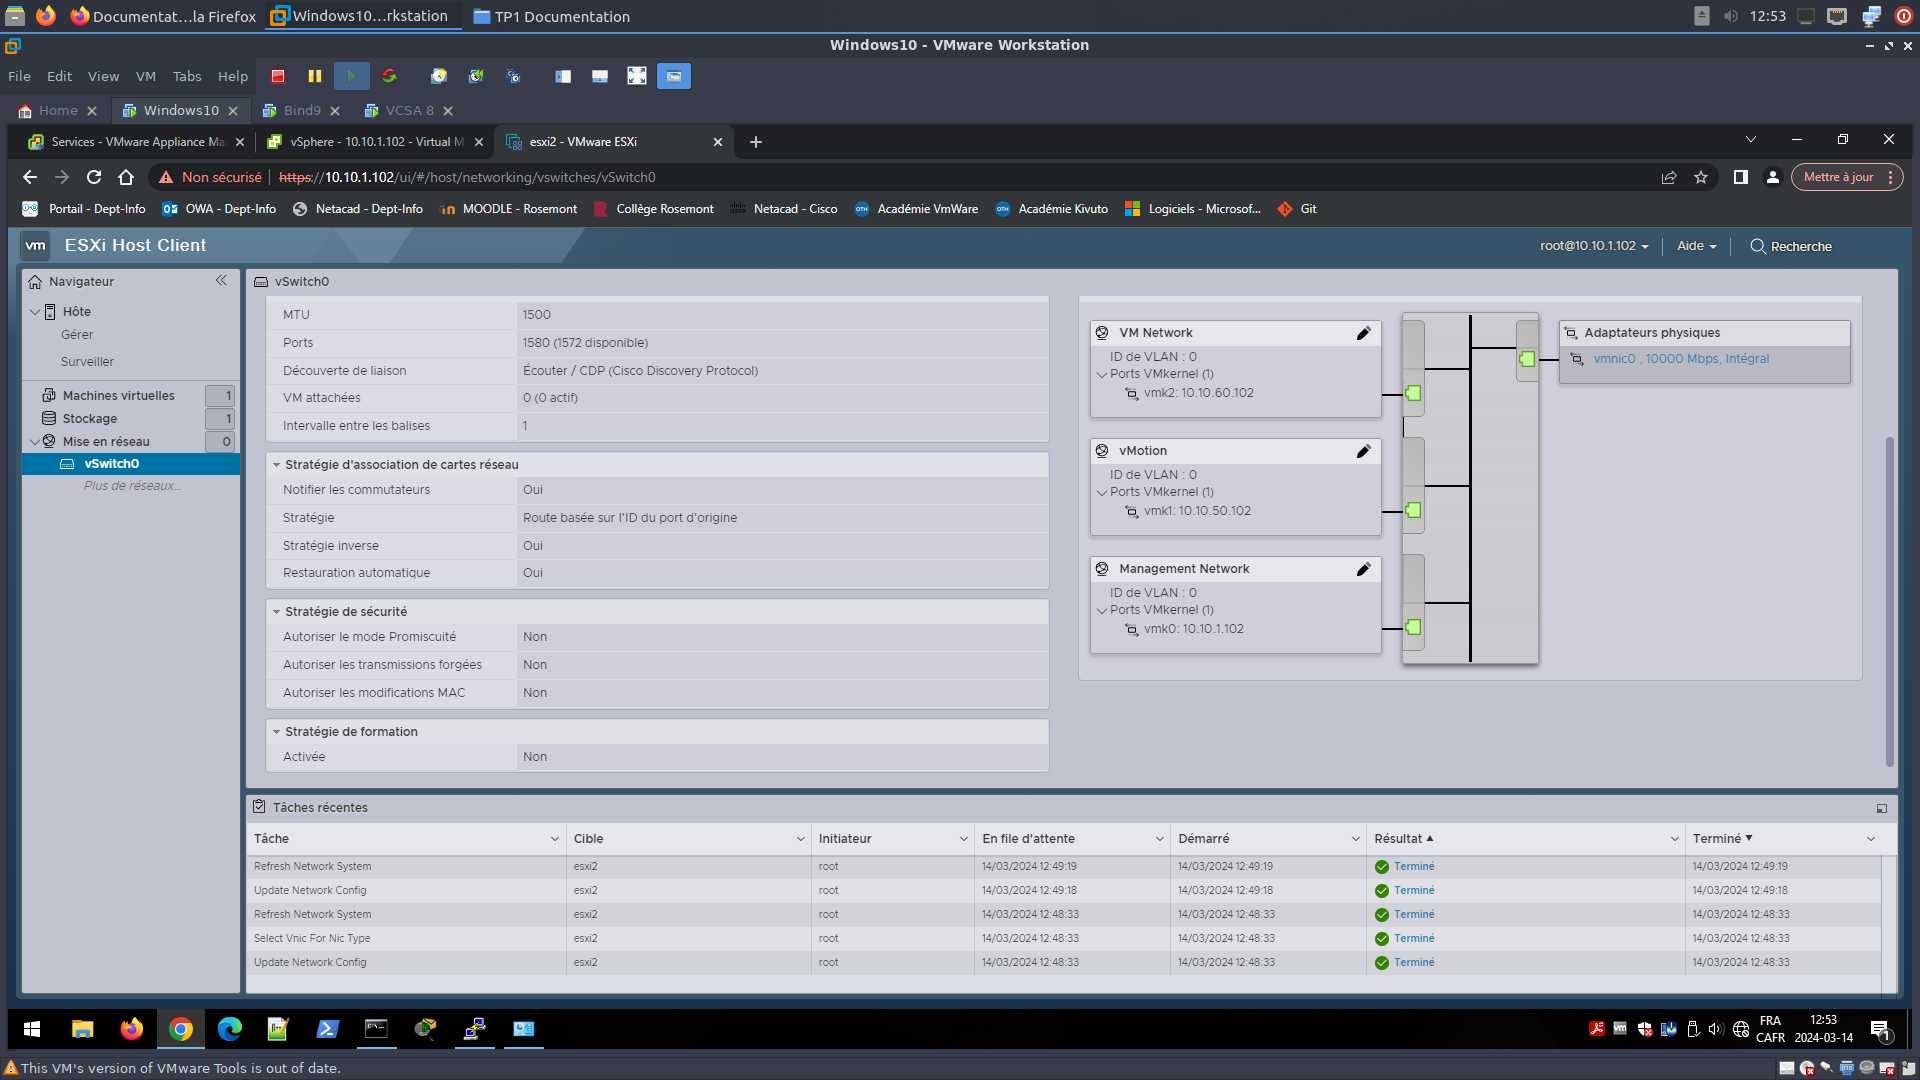 Documentat...la Firefox
Windows10...rkstation
TP1 Documentation
12:53
Windows10 - VMware Workstation
File Edit View VM Tabs Help
Home
Windows10
Bind9
VCSA 8
Services - VMware Appliance Ma
vSphere - 10.10.1.102 - Virtual M
esxi2 - VMware ESXi
Non sécurisé
https://10.10.1.102/ui/#/host/networking/vswitches/vSwitch0
Mettre à jour
Portail - Dept-Info
OWA - Dept-Info
Netacad - Dept-Info
MOODLE - Rosemont
Collège Rosemont
Netacad - Cisco
Académie VmWare
Académie Kivuto
Logiciels - Microsof...
Git
vm ESXi Host Client
root@10.10.1.102
Aide
Recherche
Navigateur
Hôte
Gérer
Surveiller
Machines virtuelles 1
Stockage 1
Mise en réseau 0
vSwitch0
Plus de réseaux...
vSwitch0
MTU 1500
Ports 1580 (1572 disponible)
Découverte de liaison Écouter / CDP (Cisco Discovery Protocol)
VM attachées 0 (0 actif)
Intervalle entre les balises 1
Stratégie d'association de cartes réseau
Notifier les commutateurs Oui
Stratégie Route basée sur l'ID du port d'origine
Stratégie inverse Oui
Restauration automatique Oui
Stratégie de sécurité
Autoriser le mode Promiscuité Non
Autoriser les transmissions forgées Non
Autoriser les modifications MAC Non
Stratégie de formation
Activée Non
VM Network
ID de VLAN : 0
Ports VMkernel (1)
vmk2: 10.10.60.102
vMotion
ID de VLAN : 0
Ports VMkernel (1)
vmk1: 10.10.50.102
Management Network
ID de VLAN : 0
Ports VMkernel (1)
vmk0: 10.10.1.102
Adaptateurs physiques
vmnic0 , 10000 Mbps, Intégral
Tâches récentes
Tâche Cible Initiateur En file d'attente Démarré Résultat Terminé
Refresh Network System esxi2 root 14/03/2024 12:49:19 14/03/2024 12:49:19 Terminé 14/03/2024 12:49:19
Update Network Config esxi2 root 14/03/2024 12:49:18 14/03/2024 12:49:18 Terminé 14/03/2024 12:49:18
Refresh Network System esxi2 root 14/03/2024 12:48:33 14/03/2024 12:48:33 Terminé 14/03/2024 12:48:33
Select Vnic For Nic Type esxi2 root 14/03/2024 12:48:33 14/03/2024 12:48:33 Terminé 14/03/2024 12:48:33
Update Network Config esxi2 root 14/03/2024 12:48:33 14/03/2024 12:48:33 Terminé 14/03/2024 12:48:33
FRA
CAFR
12:53
2024-03-14
1
This VM's version of VMware Tools is out of date.